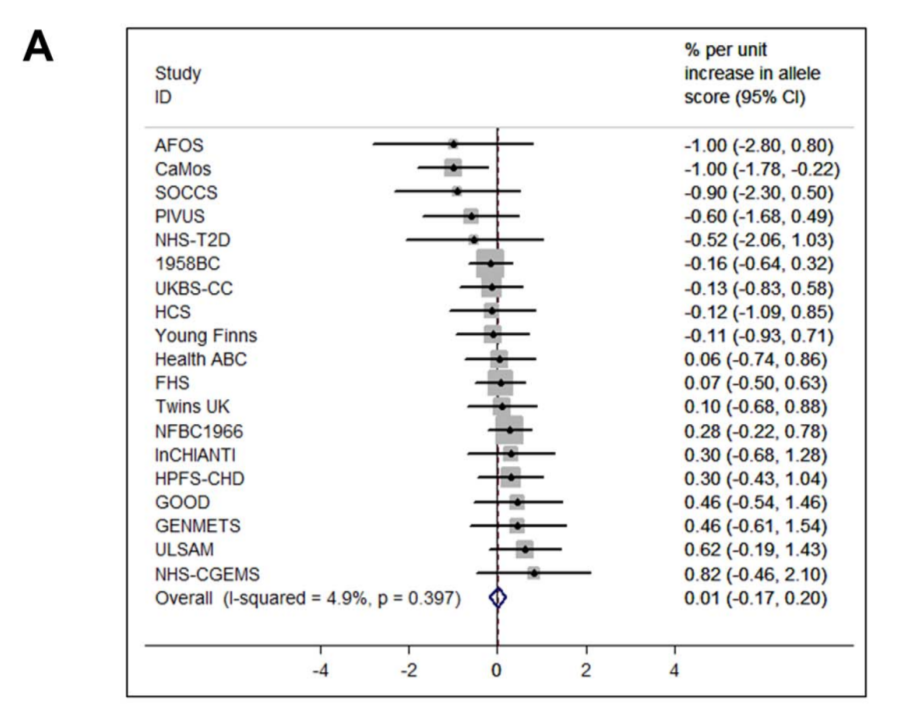 A
% per unit
Study increase in allele
ID score (95% CI)
AFOS -1.00 (-2.80, 0.80)
CaMos -1.00 (-1.78, -0.22)
SOCCS -0.90 (-2.30, 0.50)
PIVUS -0.60 (-1.68, 0.49)
NHS-T2D -0.52 (-2.06, 1.03)
1958BC -0.16 (-0.64, 0.32)
UKBS-CC -0.13 (-0.83, 0.58)
HCS -0.12 (-1.09, 0.85)
Young Finns -0.11 (-0.93, 0.71)
Health ABC 0.06 (-0.74, 0.86)
FHS 0.07 (-0.50, 0.63)
Twins UK 0.10 (-0.68, 0.88)
NFBC1966 0.28 (-0.22, 0.78)
InCHIANTI 0.30 (-0.68, 1.28)
HPFS-CHD 0.30 (-0.43, 1.04)
GOOD 0.46 (-0.54, 1.46)
GENMETS 0.46 (-0.61, 1.54)
ULSAM 0.62 (-0.19, 1.43)
NHS-CGEMS 0.82 (-0.46, 2.10)
Overall (I-squared = 4.9%, p = 0.397) 0.01 (-0.17, 0.20)
-4 -2 0 2 4